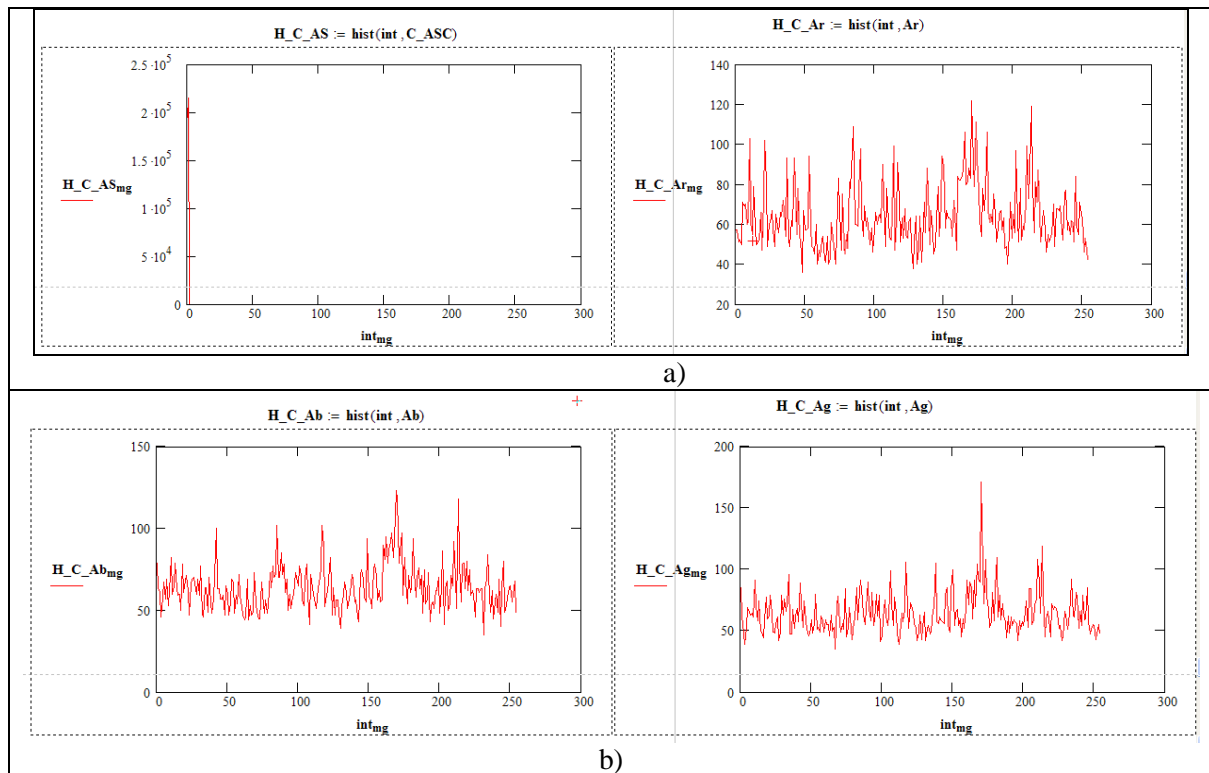 H_C_AS := hist(int , C_ASC)
2.5·10^5
2·10^5
1.5·10^5
1·10^5
5·10^4
0
H_C_AS_mg
0 50 100 150 200 250 300
int_mg
H_C_Ar := hist(int , Ar)
140
120
100
80
60
40
20
H_C_Ar_mg
0 50 100 150 200 250 300
int_mg
a)
H_C_Ab := hist(int , Ab)
150
100
50
0
H_C_Ab_mg
0 50 100 150 200 250 300
int_mg
H_C_Ag := hist(int , Ag)
200
150
100
50
0
H_C_Ag_mg
0 50 100 150 200 250 300
int_mg
b)